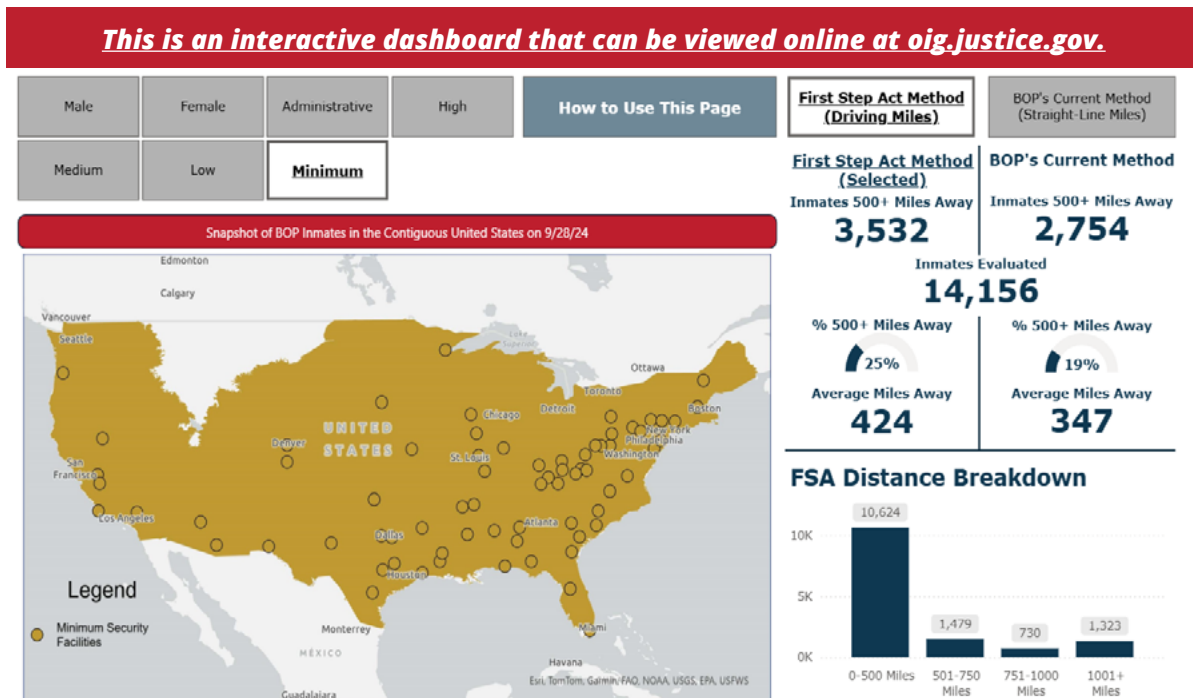 This is an interactive dashboard that can be viewed online at oig.justice.gov.
Male
Female
Administrative
High
How to Use This Page
First Step Act Method
(Driving Miles)
BOP's Current Method
(Straight-Line Miles)
Medium
Low
Minimum
First Step Act Method
(Selected)
BOP's Current Method
Inmates 500+ Miles Away
3,532
Inmates 500+ Miles Away
2,754
Snapshot of BOP Inmates in the Contiguous United States on 9/28/24
Inmates Evaluated
14,156
% 500+ Miles Away
25%
% 500+ Miles Away
19%
Average Miles Away
424
Average Miles Away
347
Edmonton
Calgary
Vancouver
Seattle
Lake
Superior
Ottawa
Toronto
Detroit
Boston
Chicago
New York
Philadelphia
Washington
UNITED
STATES
Denver
St. Louis
San
Francisco
Los Angeles
Atlanta
Dallas
Houston
Miami
Monterrey
MÉXICO
Havana
Guadalajara
Esri, TomTom, Garmin, FAO, NOAA, USGS, EPA, USFWS
Legend
Minimum Security
Facilities
FSA Distance Breakdown
10,624
10K
5K
1,479
730
1,323
0K
0-500 Miles
501-750
Miles
751-1000
Miles
1001+
Miles